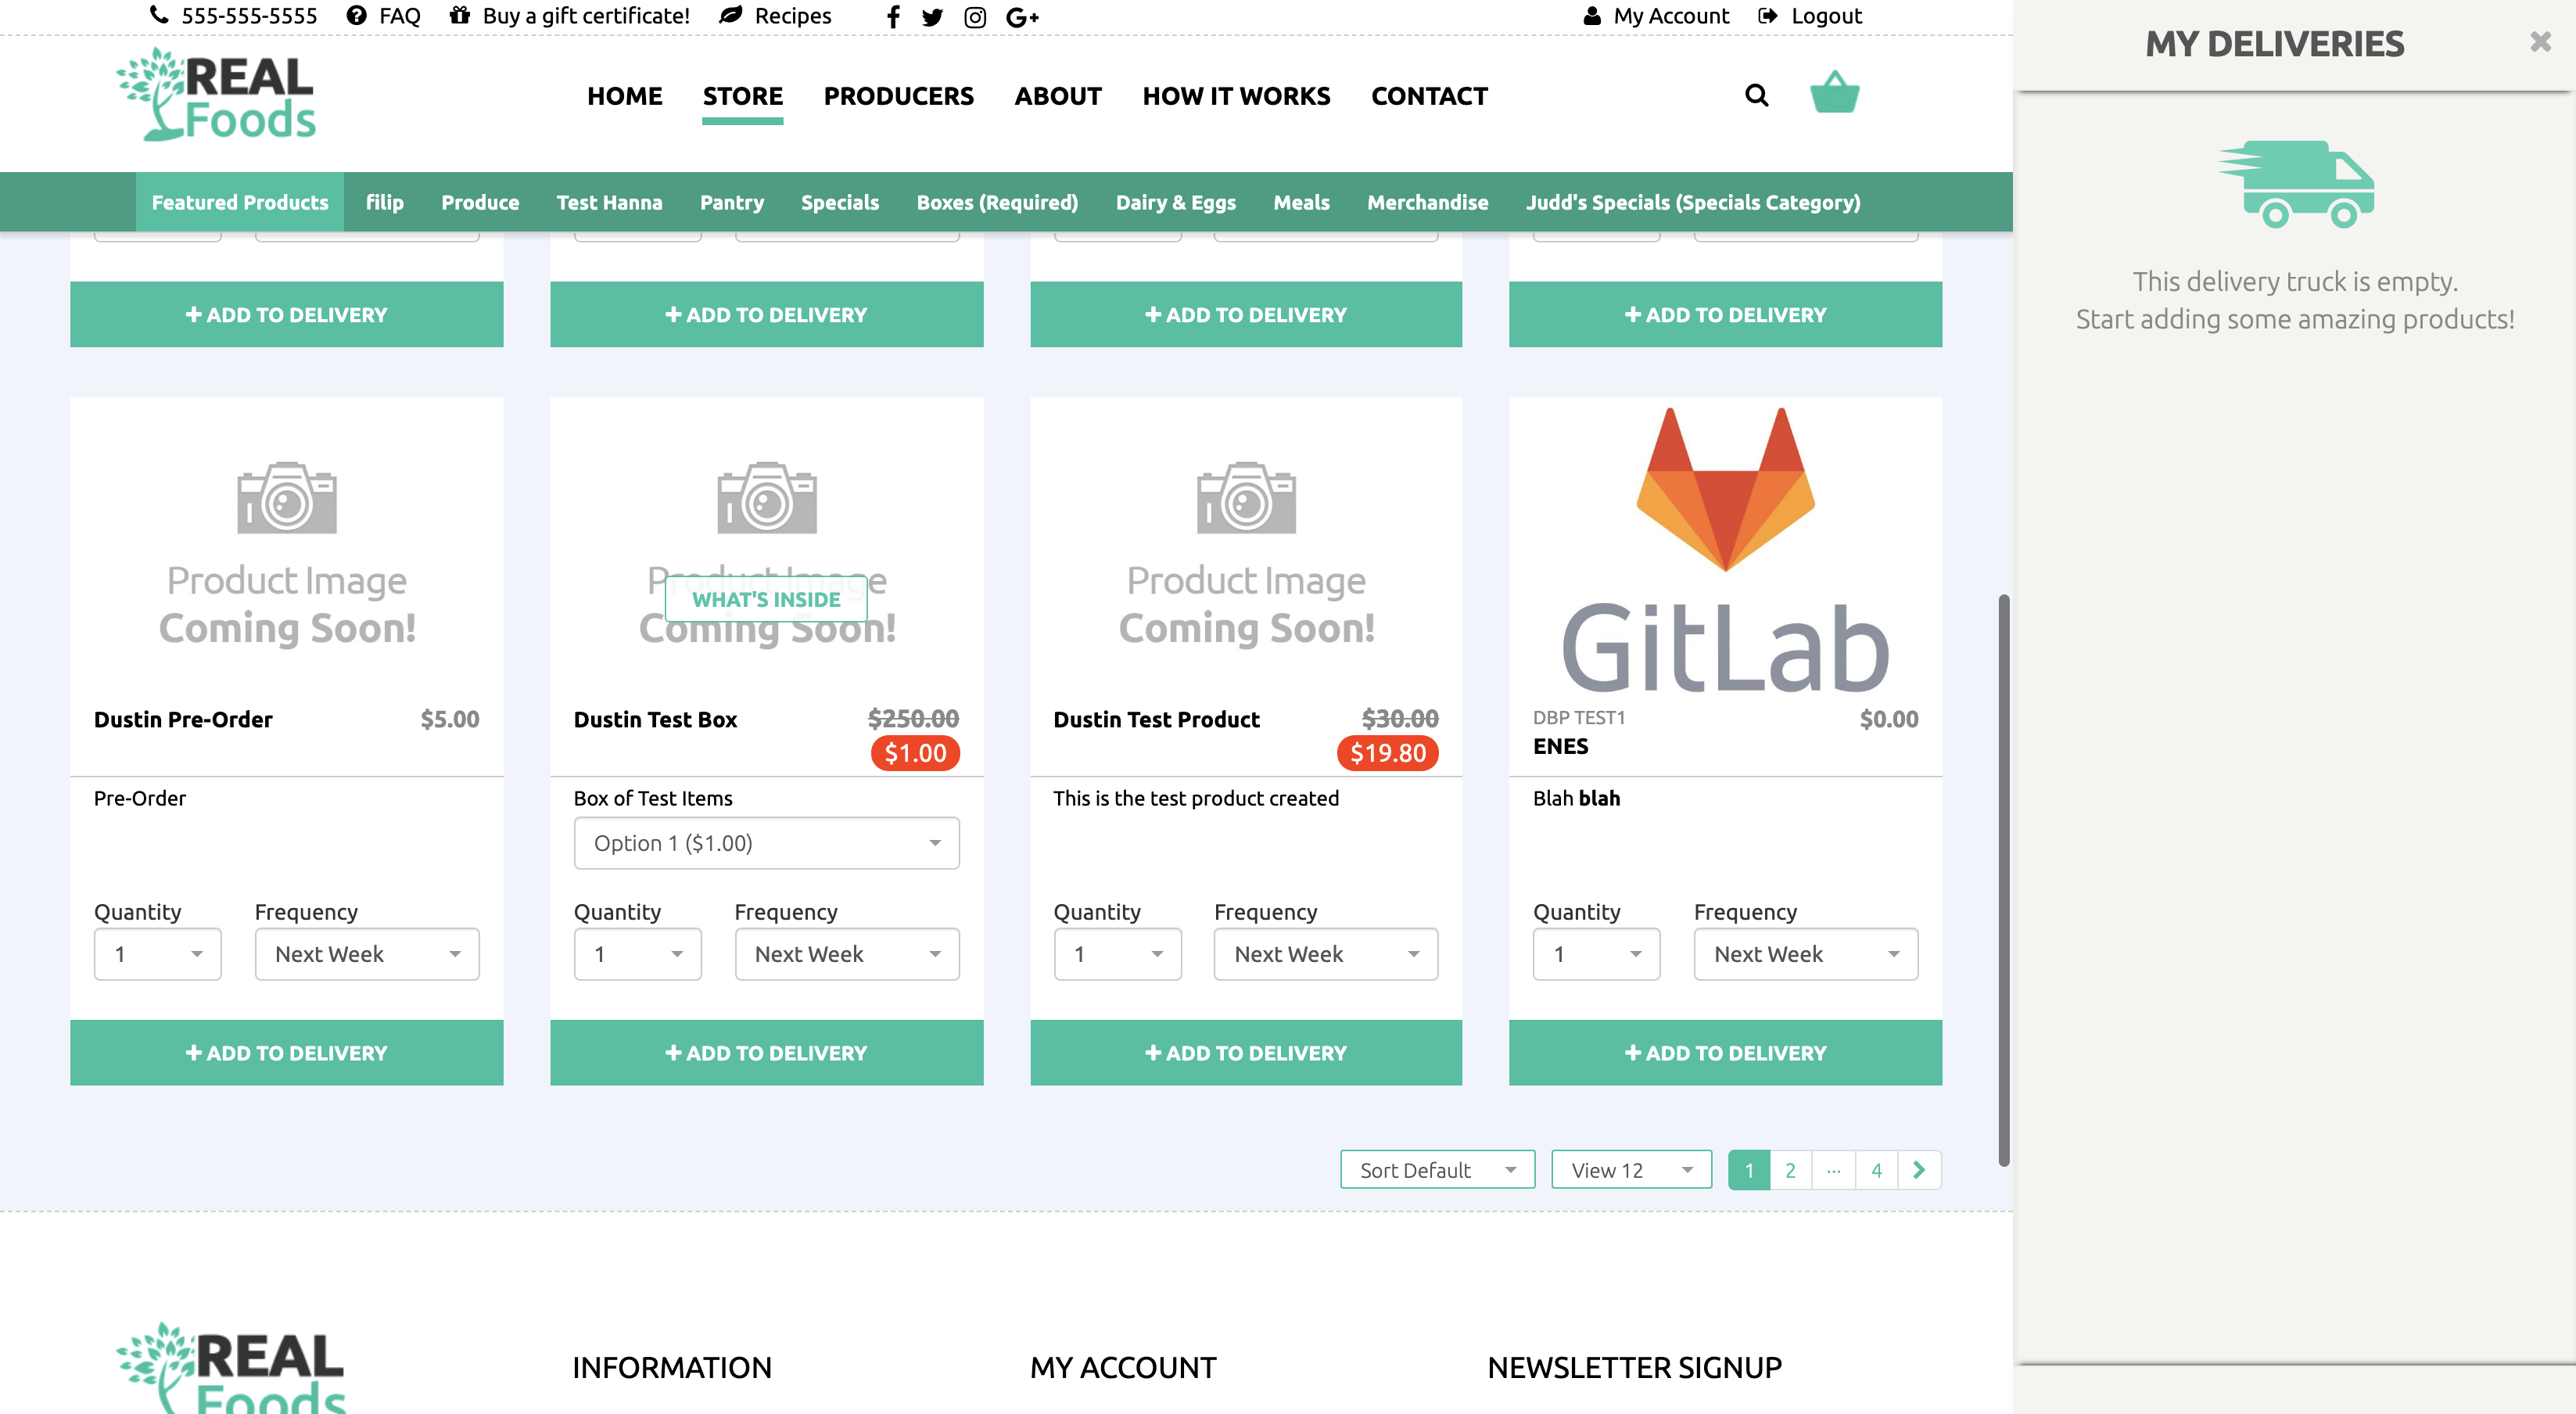 555-555-5555 FAQ Buy a gift certificate! Recipes My Account Logout
REAL
Foods
HOME STORE PRODUCERS ABOUT HOW IT WORKS CONTACT
Featured Products filip Produce Test Hanna Pantry Specials Boxes (Required) Dairy & Eggs Meals Merchandise Judd's Specials (Specials Category)
+ ADD TO DELIVERY + ADD TO DELIVERY + ADD TO DELIVERY + ADD TO DELIVERY
Product Image
Coming Soon!
Dustin Pre-Order $5.00
Pre-Order
Quantity Frequency
1 Next Week
+ ADD TO DELIVERY
Product Image
WHAT'S INSIDE
Coming Soon!
Dustin Test Box $250.00
$1.00
Box of Test Items
Option 1 ($1.00)
Quantity Frequency
1 Next Week
+ ADD TO DELIVERY
Product Image
Coming Soon!
Dustin Test Product $30.00
$19.80
This is the test product created
Quantity Frequency
1 Next Week
+ ADD TO DELIVERY
GitLab
DBP TEST1 $0.00
ENES
Blah blah
Quantity Frequency
1 Next Week
+ ADD TO DELIVERY
Sort Default View 12 1 2 ... 4
REAL
Foods
INFORMATION MY ACCOUNT NEWSLETTER SIGNUP
MY DELIVERIES
This delivery truck is empty.
Start adding some amazing products!